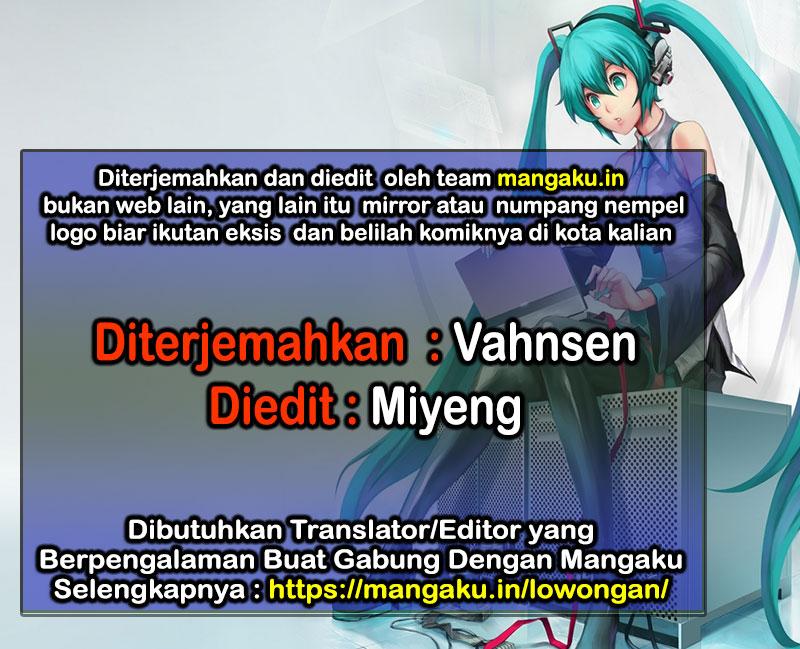 Diterjemahkan dan diedit oleh team mangaku.in
bukan web lain, yang lain itu mirror atau numpang nempel
logo biar ikutan eksis dan belilah komiknya di kota kalian
Diterjemahkan : Vahnsen
Diedit : Miyeng
Dibutuhkan Translator/Editor yang
Berpengalaman Buat Gabung Dengan Mangaku
Selengkapnya : https://mangaku.in/lowongan/